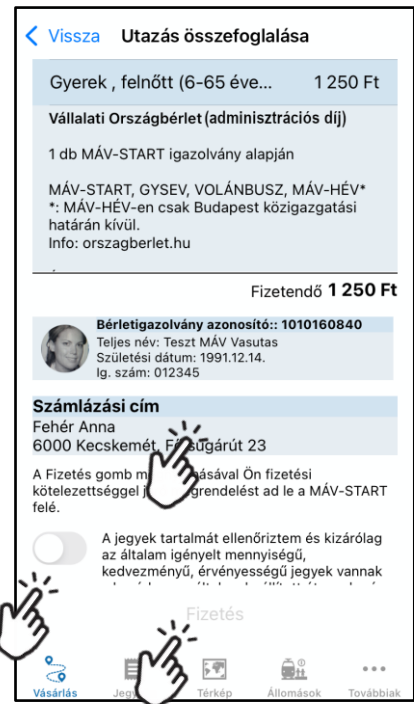 Vissza Utazás összefoglalása
Gyerek , felnőtt (6-65 éve... 1 250 Ft
Vállalati Országbérlet (adminisztrációs díj)
1 db MÁV-START igazolvány alapján
MÁV-START, GYSEV, VOLÁNBUSZ, MÁV-HÉV*
*: MÁV-HÉV-en csak Budapest közigazgatási
határán kívül.
Info: orszagberlet.hu
Fizetendő 1 250 Ft
Bérletigazolvány azonosító:: 1010160840
Teljes név: Teszt MÁV Vasutas
Születési dátum: 1991.12.14.
Ig. szám: 012345
Számlázási cím
Fehér Anna
6000 Kecskemét, sugárút 23
A Fizetés gomb Ön fizetési
kötelezettséggel ad le a MÁV-START
felé.
A jegyek tartalmát ellenőriztem és kizárólag
az általam igényelt mennyiségű,
kedvezményű, érvényességű jegyek vannak
Fizetés
Vásárlás Térkép Állomások Továbbiak